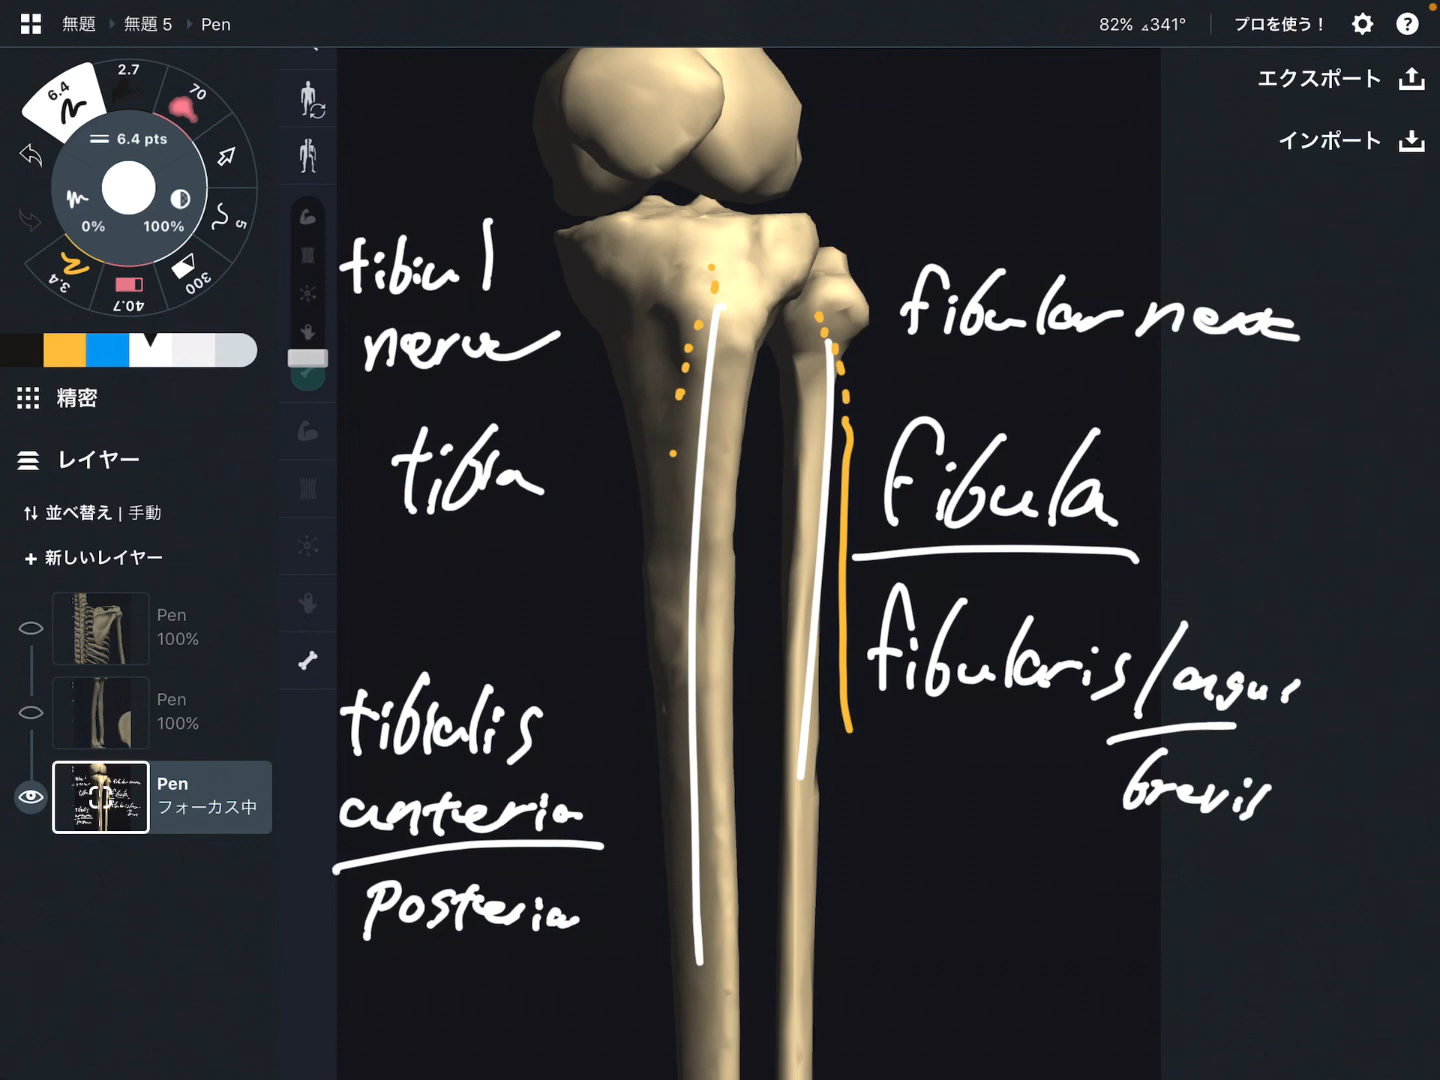 無題 無題 5 Pen
82% ⊿341°
プロを使う!
エクスポート
インポート
6.4
2.7
70
5
300
40.7
3.4
6.4 pts
0% 100%
精密
レイヤー
並べ替え | 手動
+ 新しいレイヤー
Pen
100%
Pen
100%
Pen
フォーカス中
tibial
nerve
tibia
tibialis
anterior
posterior
fibular
fibula
fibularis longus
brevis